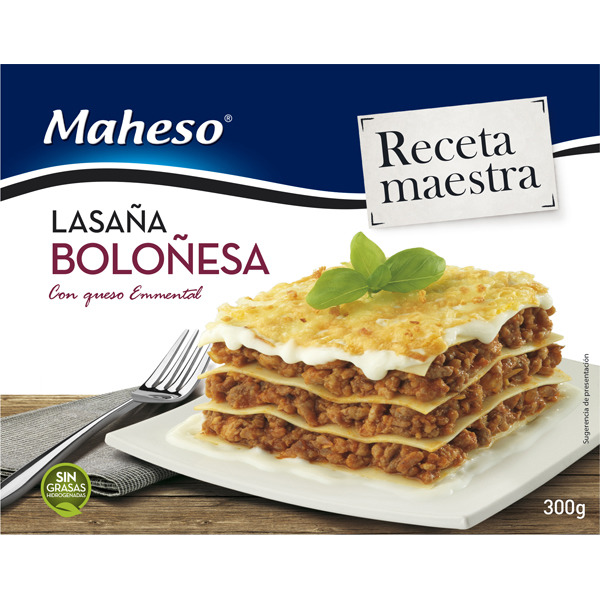 Maheso®
Receta
maestra
LASAÑA
BOLOÑESA
Con queso Emmental
Sugerencia de presentación
SIN
GRASAS
HIDROGENADAS
300g